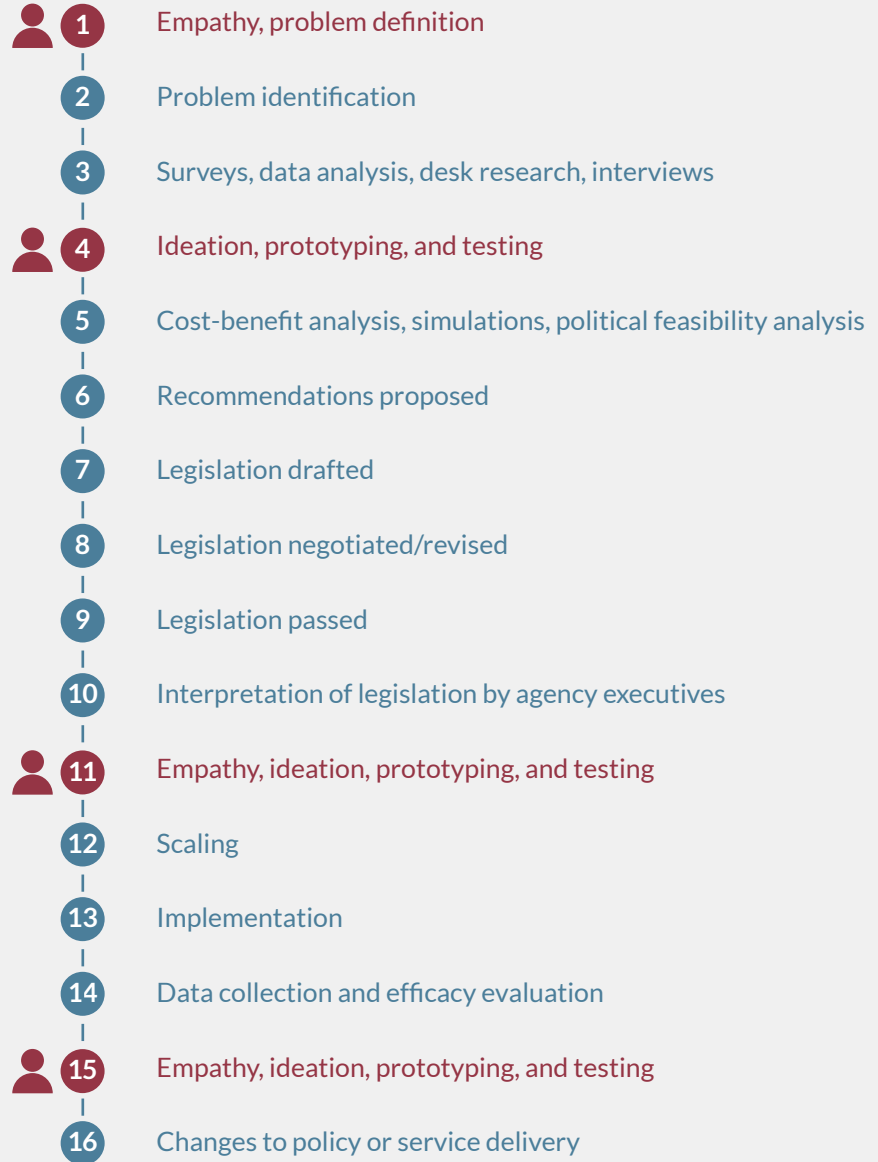 1 Empathy, problem definition
2 Problem identification
3 Surveys, data analysis, desk research, interviews
4 Ideation, prototyping, and testing
5 Cost-benefit analysis, simulations, political feasibility analysis
6 Recommendations proposed
7 Legislation drafted
8 Legislation negotiated/revised
9 Legislation passed
10 Interpretation of legislation by agency executives
11 Empathy, ideation, prototyping, and testing
12 Scaling
13 Implementation
14 Data collection and efficacy evaluation
15 Empathy, ideation, prototyping, and testing
16 Changes to policy or service delivery